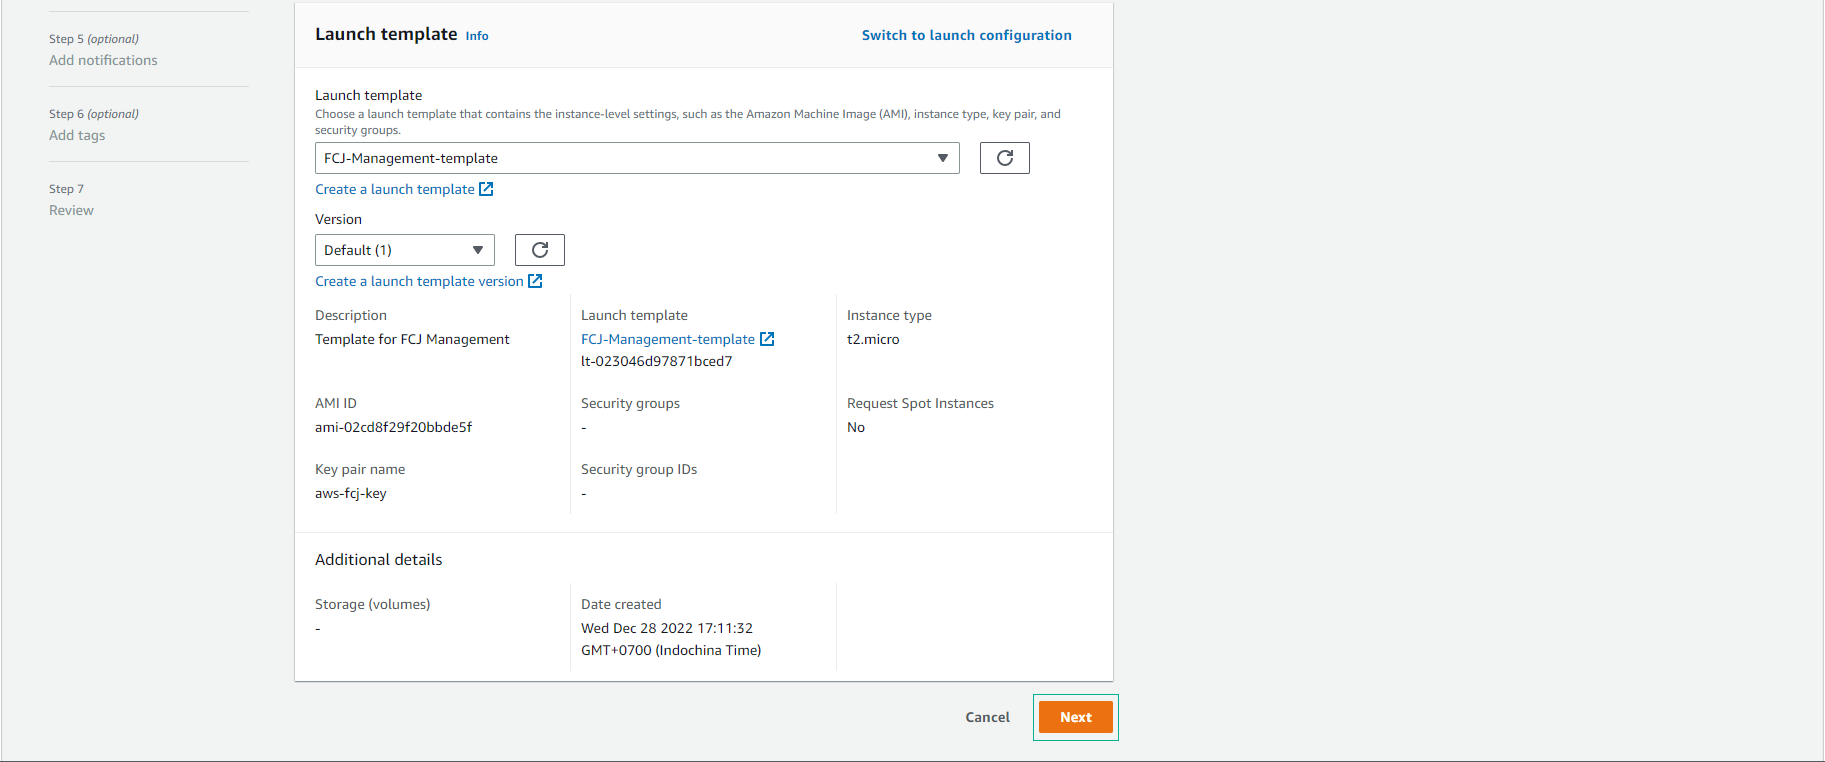 Step 5 (optional)
Add notifications
Step 6 (optional)
Add tags
Step 7
Review
Launch template Info
Switch to launch configuration
Launch template
Choose a launch template that contains the instance-level settings, such as the Amazon Machine Image (AMI), instance type, key pair, and
security groups.
FCJ-Management-template
Create a launch template
Version
Default (1)
Create a launch template version
Description
Template for FCJ Management
Launch template
FCJ-Management-template
lt-023046d97871bced7
Instance type
t2.micro
AMI ID
ami-02cd8f29f20bbde5f
Security groups
-
Request Spot Instances
No
Key pair name
aws-fcj-key
Security group IDs
-
Additional details
Storage (volumes)
-
Date created
Wed Dec 28 2022 17:11:32
GMT+0700 (Indochina Time)
Cancel
Next